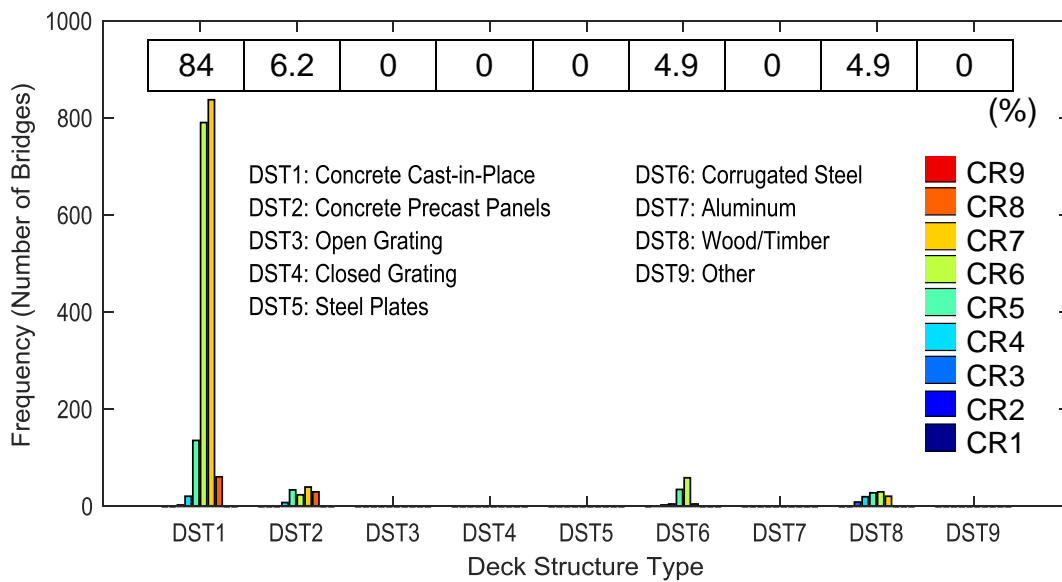 1000
84 6.2 0 0 0 4.9 0 4.9 0
(%)
800
600
400
200
0
Frequency (Number of Bridges)
DST1: Concrete Cast-in-Place
DST2: Concrete Precast Panels
DST3: Open Grating
DST4: Closed Grating
DST5: Steel Plates
DST6: Corrugated Steel
DST7: Aluminum
DST8: Wood/Timber
DST9: Other
CR9
CR8
CR7
CR6
CR5
CR4
CR3
CR2
CR1
DST1 DST2 DST3 DST4 DST5 DST6 DST7 DST8 DST9
Deck Structure Type